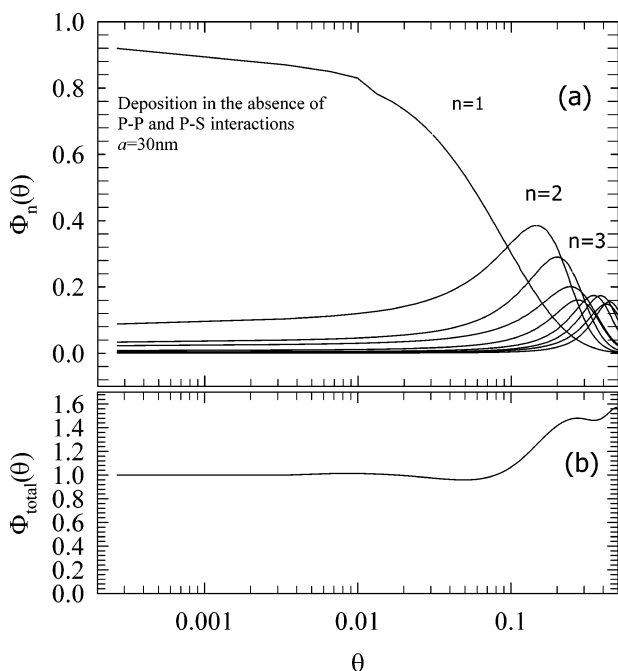 1.0
(a)
0.8
Deposition in the absence of
P-P and P-S interactions
a=30nm
n=1
0.6
Φn(θ)
0.4
n=2
n=3
0.2
0.0
1.6
1.4
1.2
(b)
1.0
Φtotal(θ)
0.8
0.6
0.4
0.2
0.0
0.001 0.01 0.1
θ